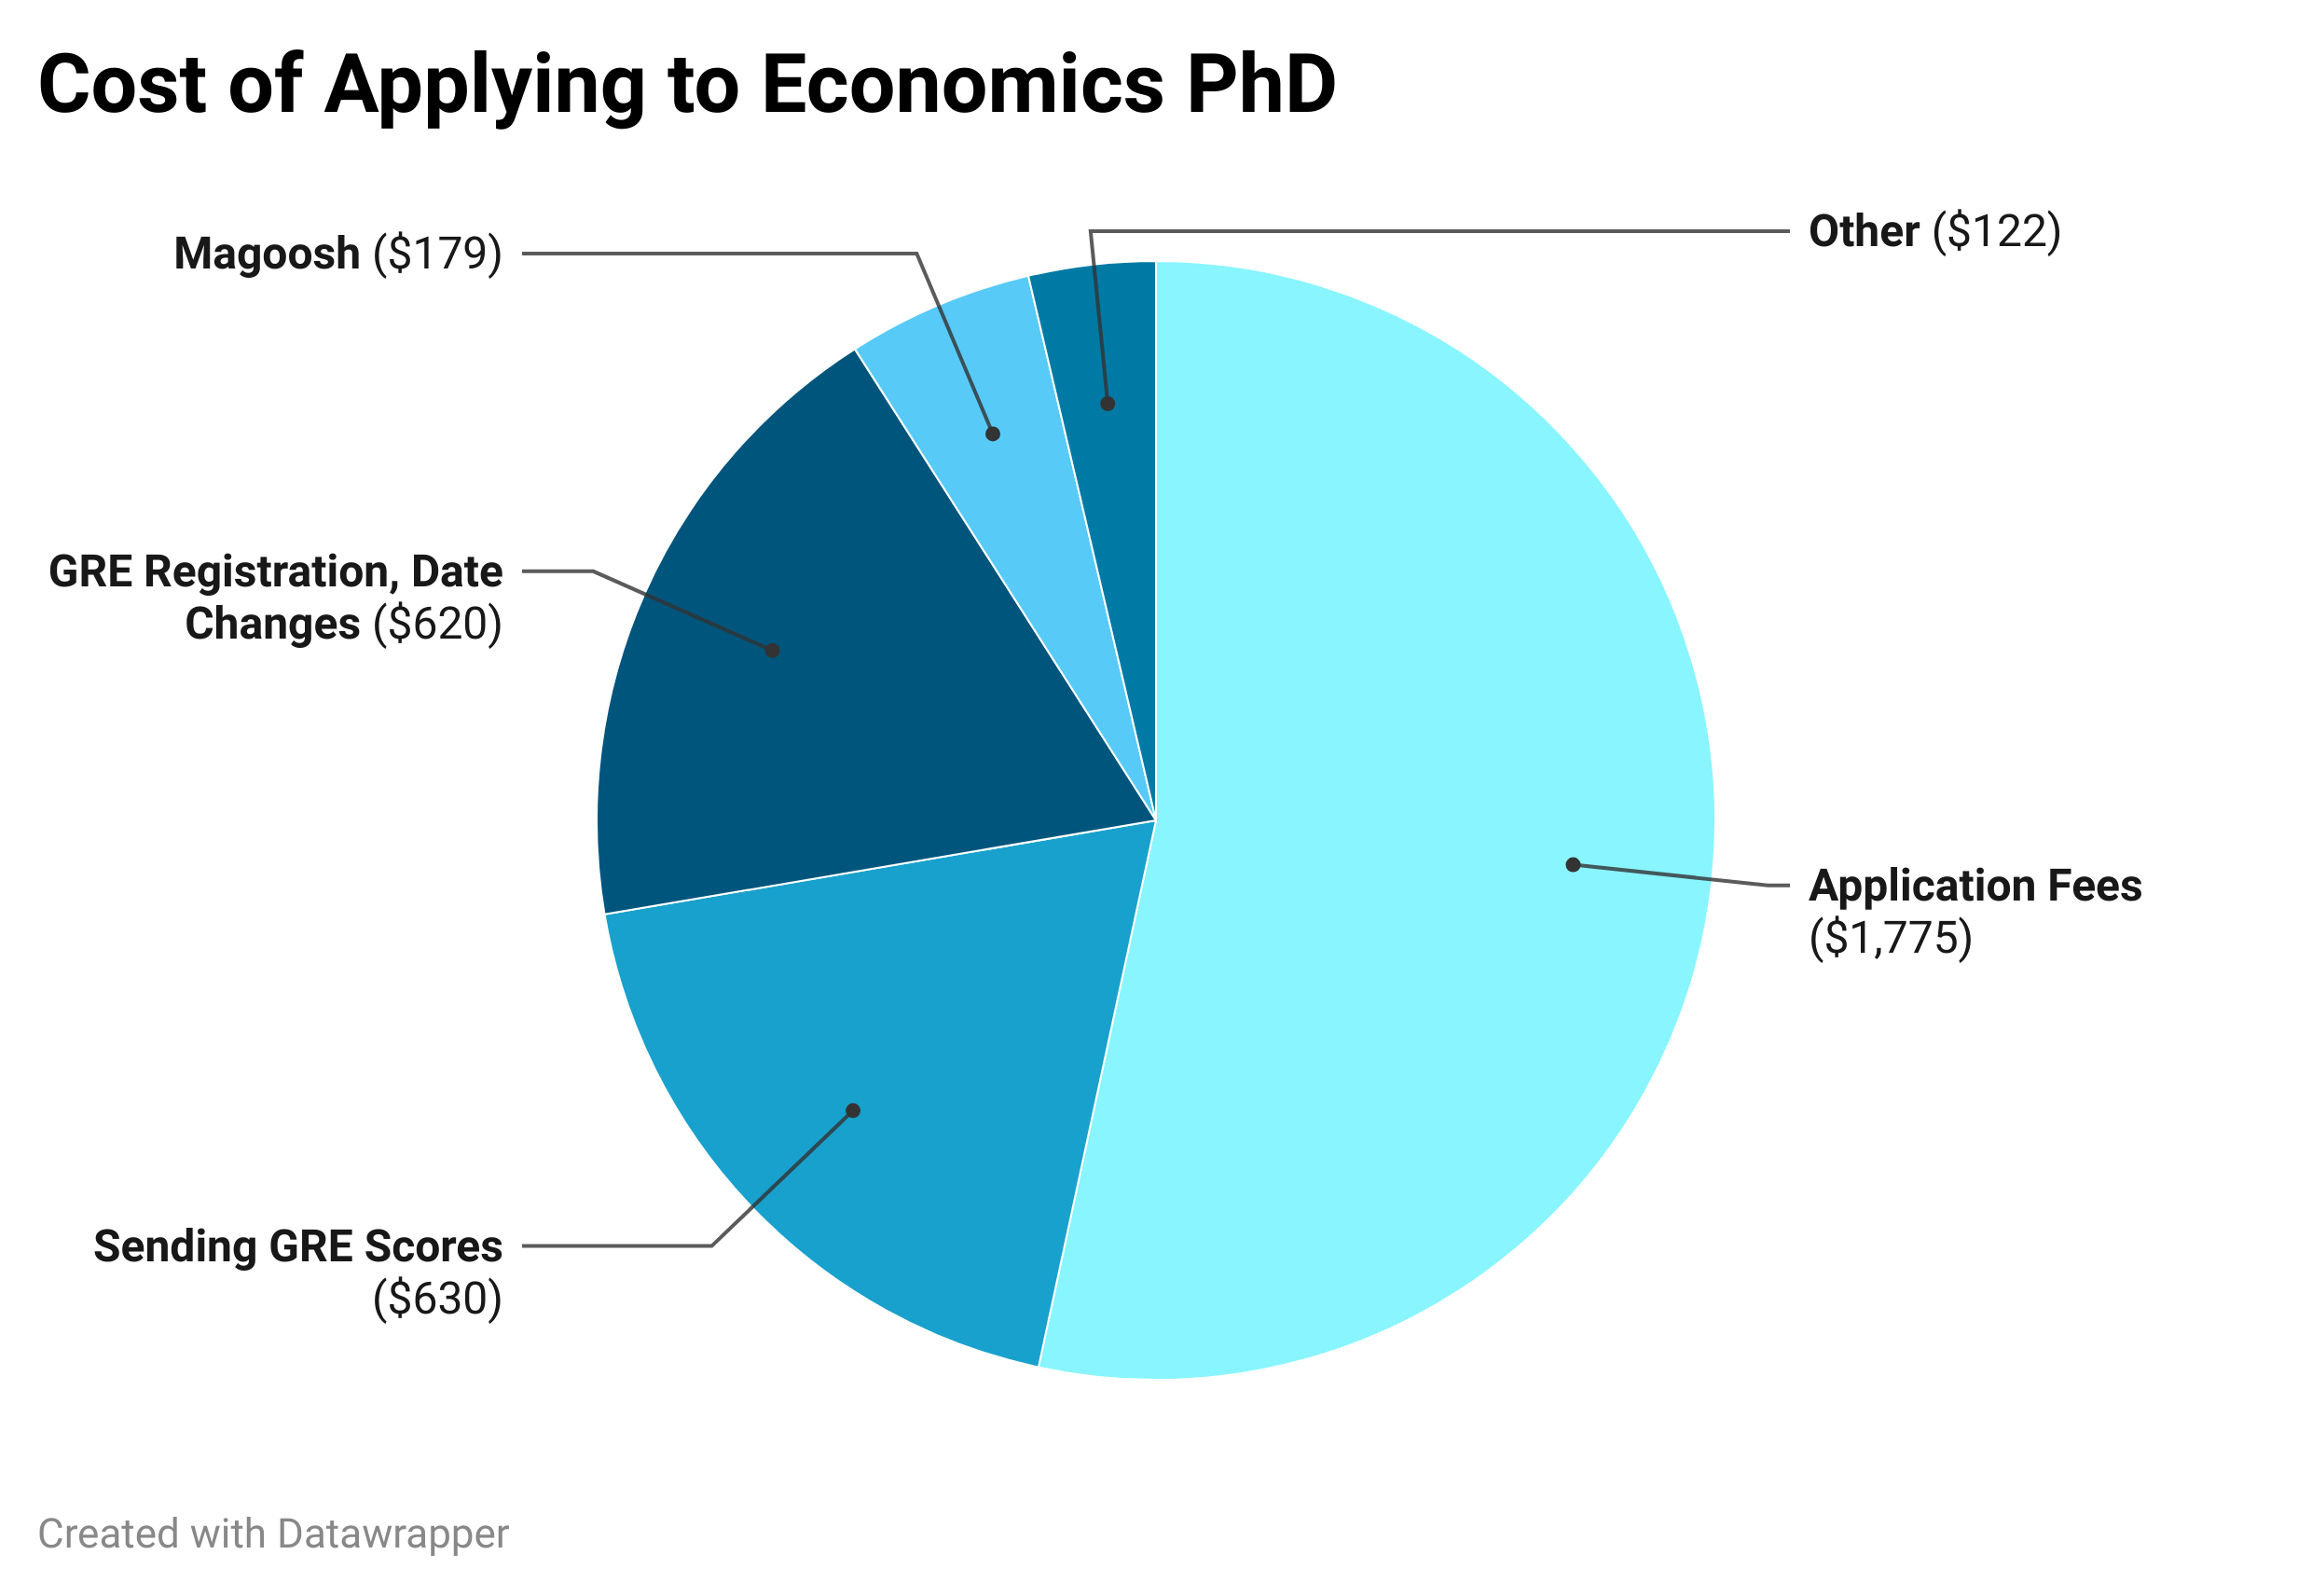 Cost of Applying to Economics PhD
Other ($122)
Magoosh ($179)
GRE Registration, Date
Changes ($620)
Application Fees
($1,775)
Sending GRE Scores
($630)
Created with Datawrapper